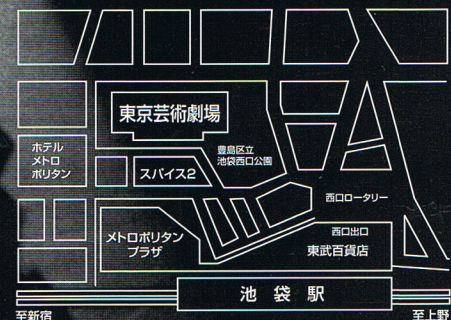 東京芸術劇場
豊島区立
池袋西口公園
ホテル
メトロ
ポリタン
スパイス2
西口ロータリー
西口出口
東武百貨店
メトロポリタン
プラザ
池袋駅
至新宿
至上野